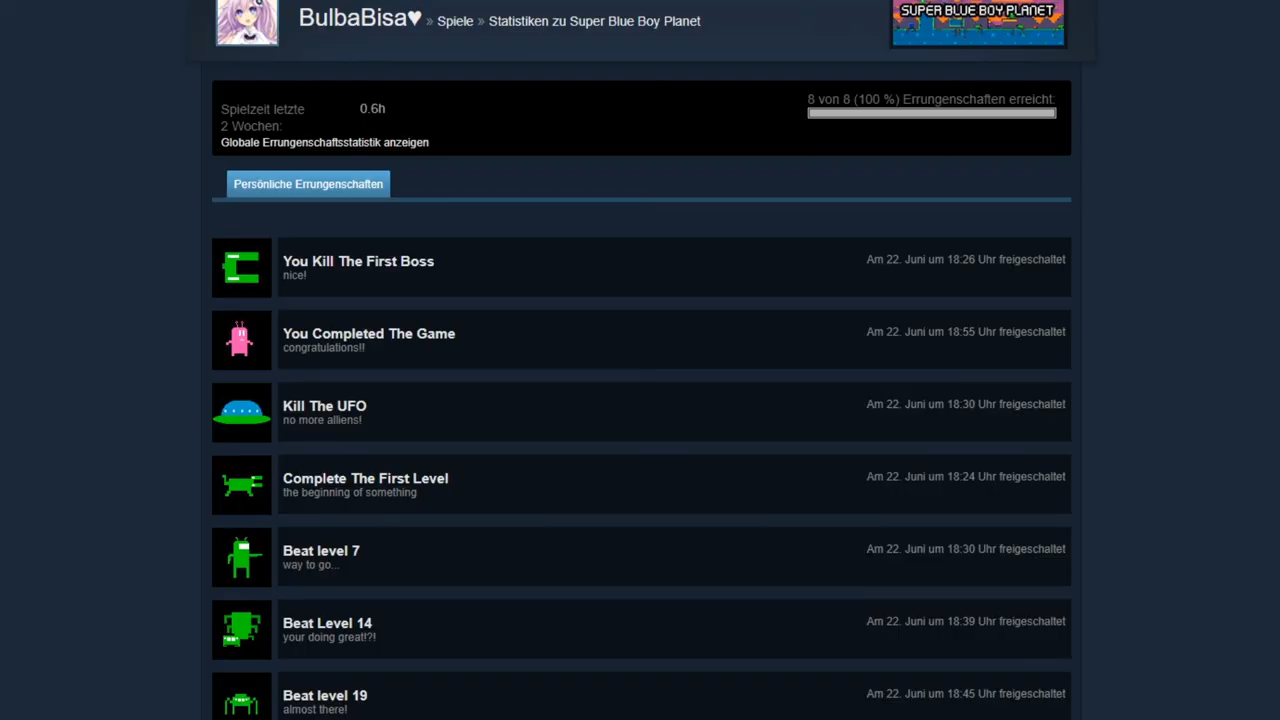 SUPER BLUE BOY PLANET
BulbaBisa♥ » Spiele » Statistiken zu Super Blue Boy Planet
8 von 8 (100 %) Errungenschaften erreicht:
Spielzeit letzte 2 Wochen: 0.6h
Globale Errungenschaftsstatistik anzeigen
Persönliche Errungenschaften
You Kill The First Boss
nice!
Am 22. Juni um 18:26 Uhr freigeschaltet
You Completed The Game
congratulations!!
Am 22. Juni um 18:55 Uhr freigeschaltet
Kill The UFO
no more alliens!
Am 22. Juni um 18:30 Uhr freigeschaltet
Complete The First Level
the beginning of something
Am 22. Juni um 18:24 Uhr freigeschaltet
Beat level 7
way to go...
Am 22. Juni um 18:30 Uhr freigeschaltet
Beat Level 14
your doing great!?!
Am 22. Juni um 18:39 Uhr freigeschaltet
Beat level 19
almost there!
Am 22. Juni um 18:45 Uhr freigeschaltet